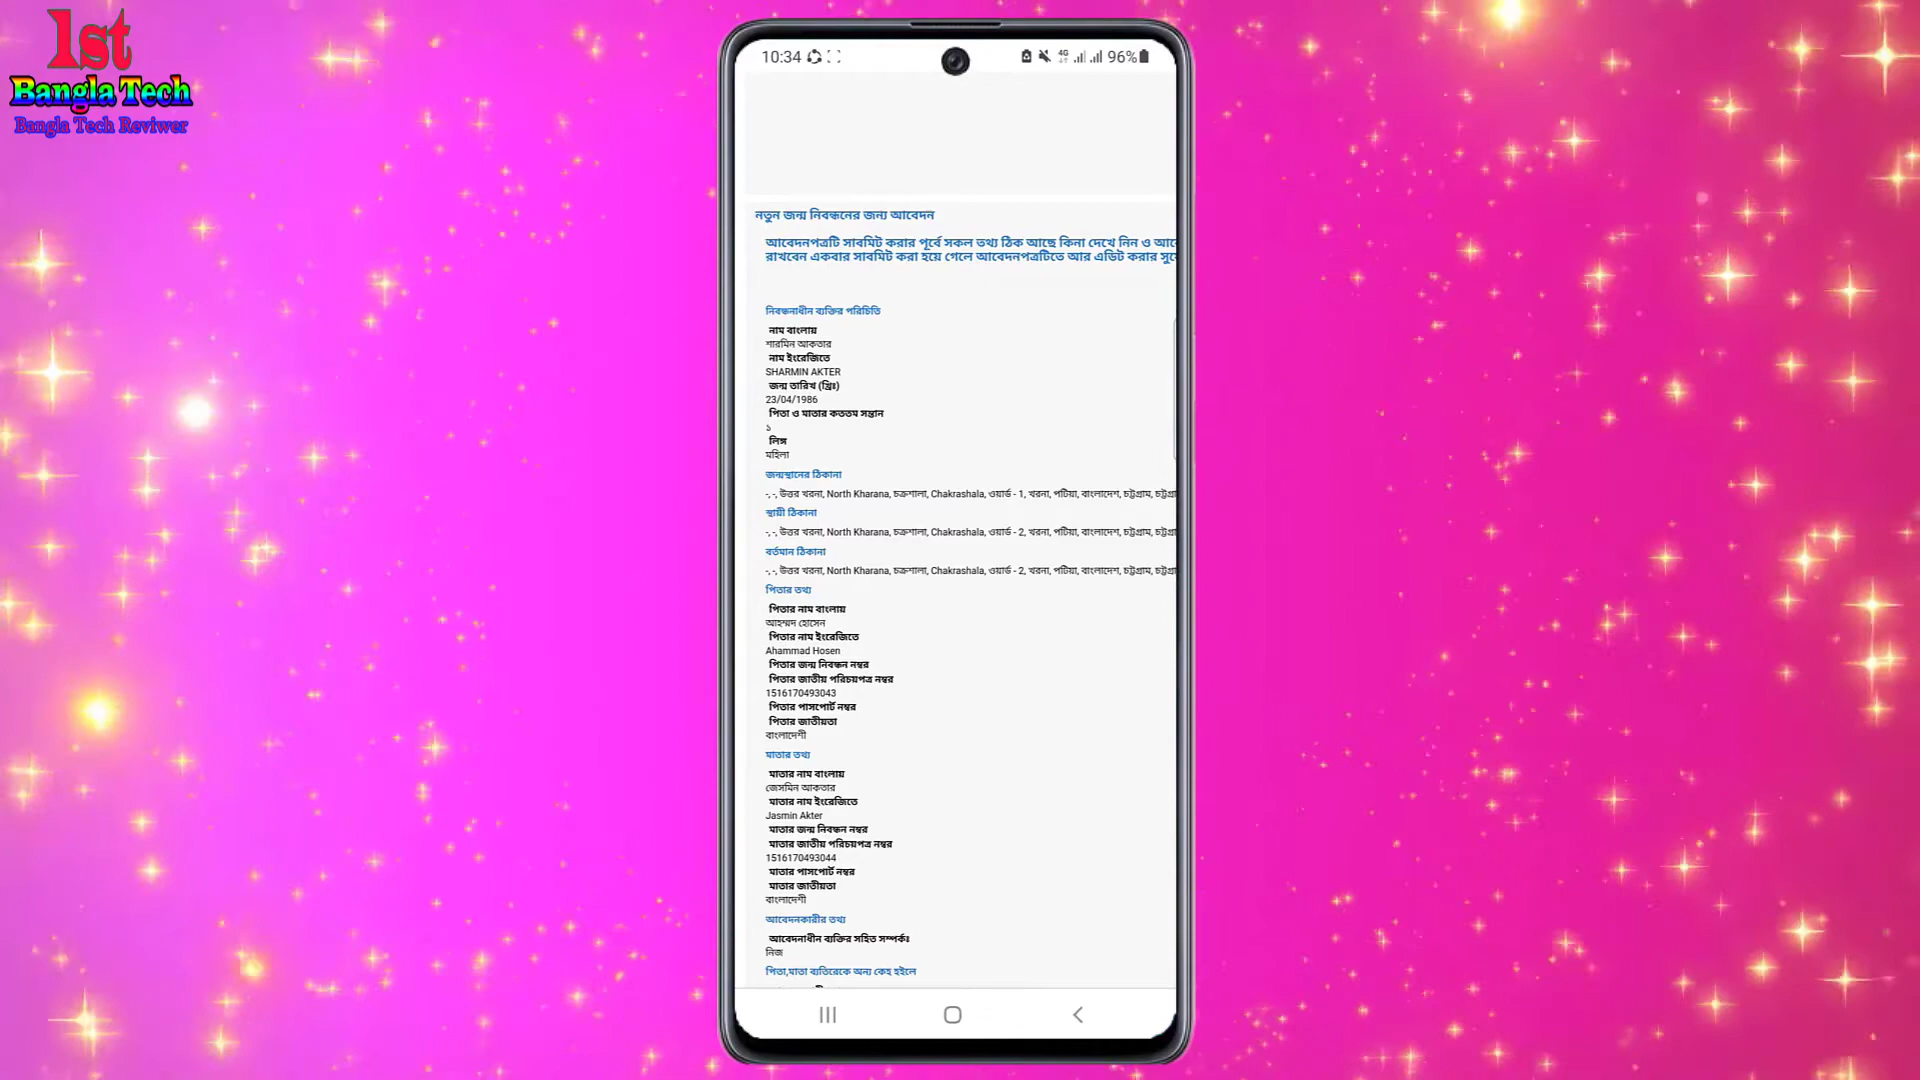 1st
Bangla Tech
Bangla Tech Reviwer
10:34
4G
96%
নতুন জন্ম নিবন্ধনের জন্য আবেদন
আবেদনপত্রটি সাবমিট করার পূর্বে সকল তথ্য ঠিক আছে কিনা দেখে নিন ও
রাখবেন একবার সাবমিট করা হয়ে গেলে আবেদনপত্রটিতে আর এডিট করার
নিবন্ধনাধীন ব্যক্তির পরিচিতি
নাম বাংলায়
শারমিন আকতার
নাম ইংরেজিতে
SHARMIN AKTER
জন্ম তারিখ (খ্রিঃ)
23/04/1986
পিতা ও মাতার কততম সন্তান
১
লিঙ্গ
মহিলা
জন্মস্থানের ঠিকানা
-,-, উত্তর খরনা, North Kharana, চক্রশালা, Chakrashala, ওয়ার্ড - 1, খরনা, পটিয়া, বাংলাদেশ, চট্টগ্রাম,
স্থায়ী ঠিকানা
-,-, উত্তর খরনা, North Kharana, চক্রশালা, Chakrashala, ওয়ার্ড - 2, খরনা, পটিয়া, বাংলাদেশ, চট্টগ্রাম,
বর্তমান ঠিকানা
-,-, উত্তর খরনা, North Kharana, চক্রশালা, Chakrashala, ওয়ার্ড - 2, খরনা, পটিয়া, বাংলাদেশ, চট্টগ্রাম,
পিতার তথ্য
পিতার নাম বাংলায়
আহম্মদ হোসেন
পিতার নাম ইংরেজিতে
Ahammad Hosen
পিতার জন্ম নিবন্ধন নম্বর
পিতার জাতীয় পরিচয়পত্র নম্বর
1516170493043
পিতার পাসপোর্ট নম্বর
পিতার জাতীয়তা
বাংলাদেশী
মাতার তথ্য
মাতার নাম বাংলায়
জেসমিন আকতার
মাতার নাম ইংরেজিতে
Jasmin Akter
মাতার জন্ম নিবন্ধন নম্বর
মাতার জাতীয় পরিচয়পত্র নম্বর
1516170493044
মাতার পাসপোর্ট নম্বর
মাতার জাতীয়তা
বাংলাদেশী
আবেদনকারীর তথ্য
আবেদনাধীন ব্যক্তির সহিত সম্পর্কঃ
নিজ
পিতা,মাতা ব্যতিরেকে অন্য কেহ হইলে